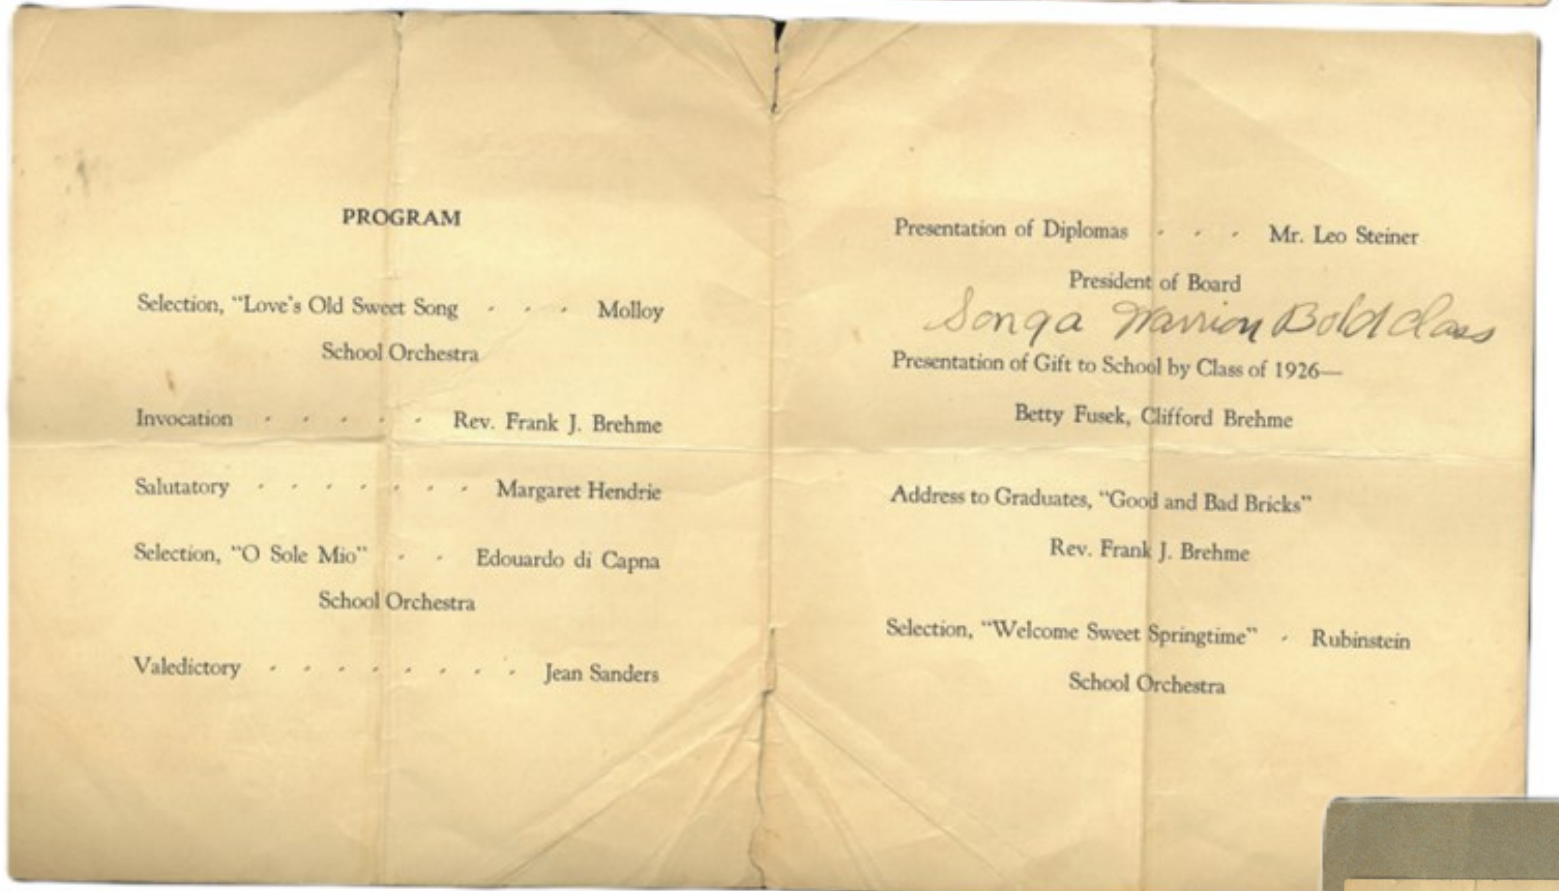 PROGRAM
Selection, "Love's Old Sweet Song - - - Molloy
School Orchestra
Invocation - - - - - Rev. Frank J. Brehme
Salutatory - - - - - - - Margaret Hendrie
Selection, "O Sole Mio" - - Edouardo di Capna
School Orchestra
Valedictory - - - - - - - - Jean Sanders
Presentation of Diplomas - - - Mr. Leo Steiner
President of Board
Song a Warrior Bold Class
Presentation of Gift to School by Class of 1926—
Betty Fusek, Clifford Brehme
Address to Graduates, "Good and Bad Bricks"
Rev. Frank J. Brehme
Selection, "Welcome Sweet Springtime" - Rubinstein
School Orchestra